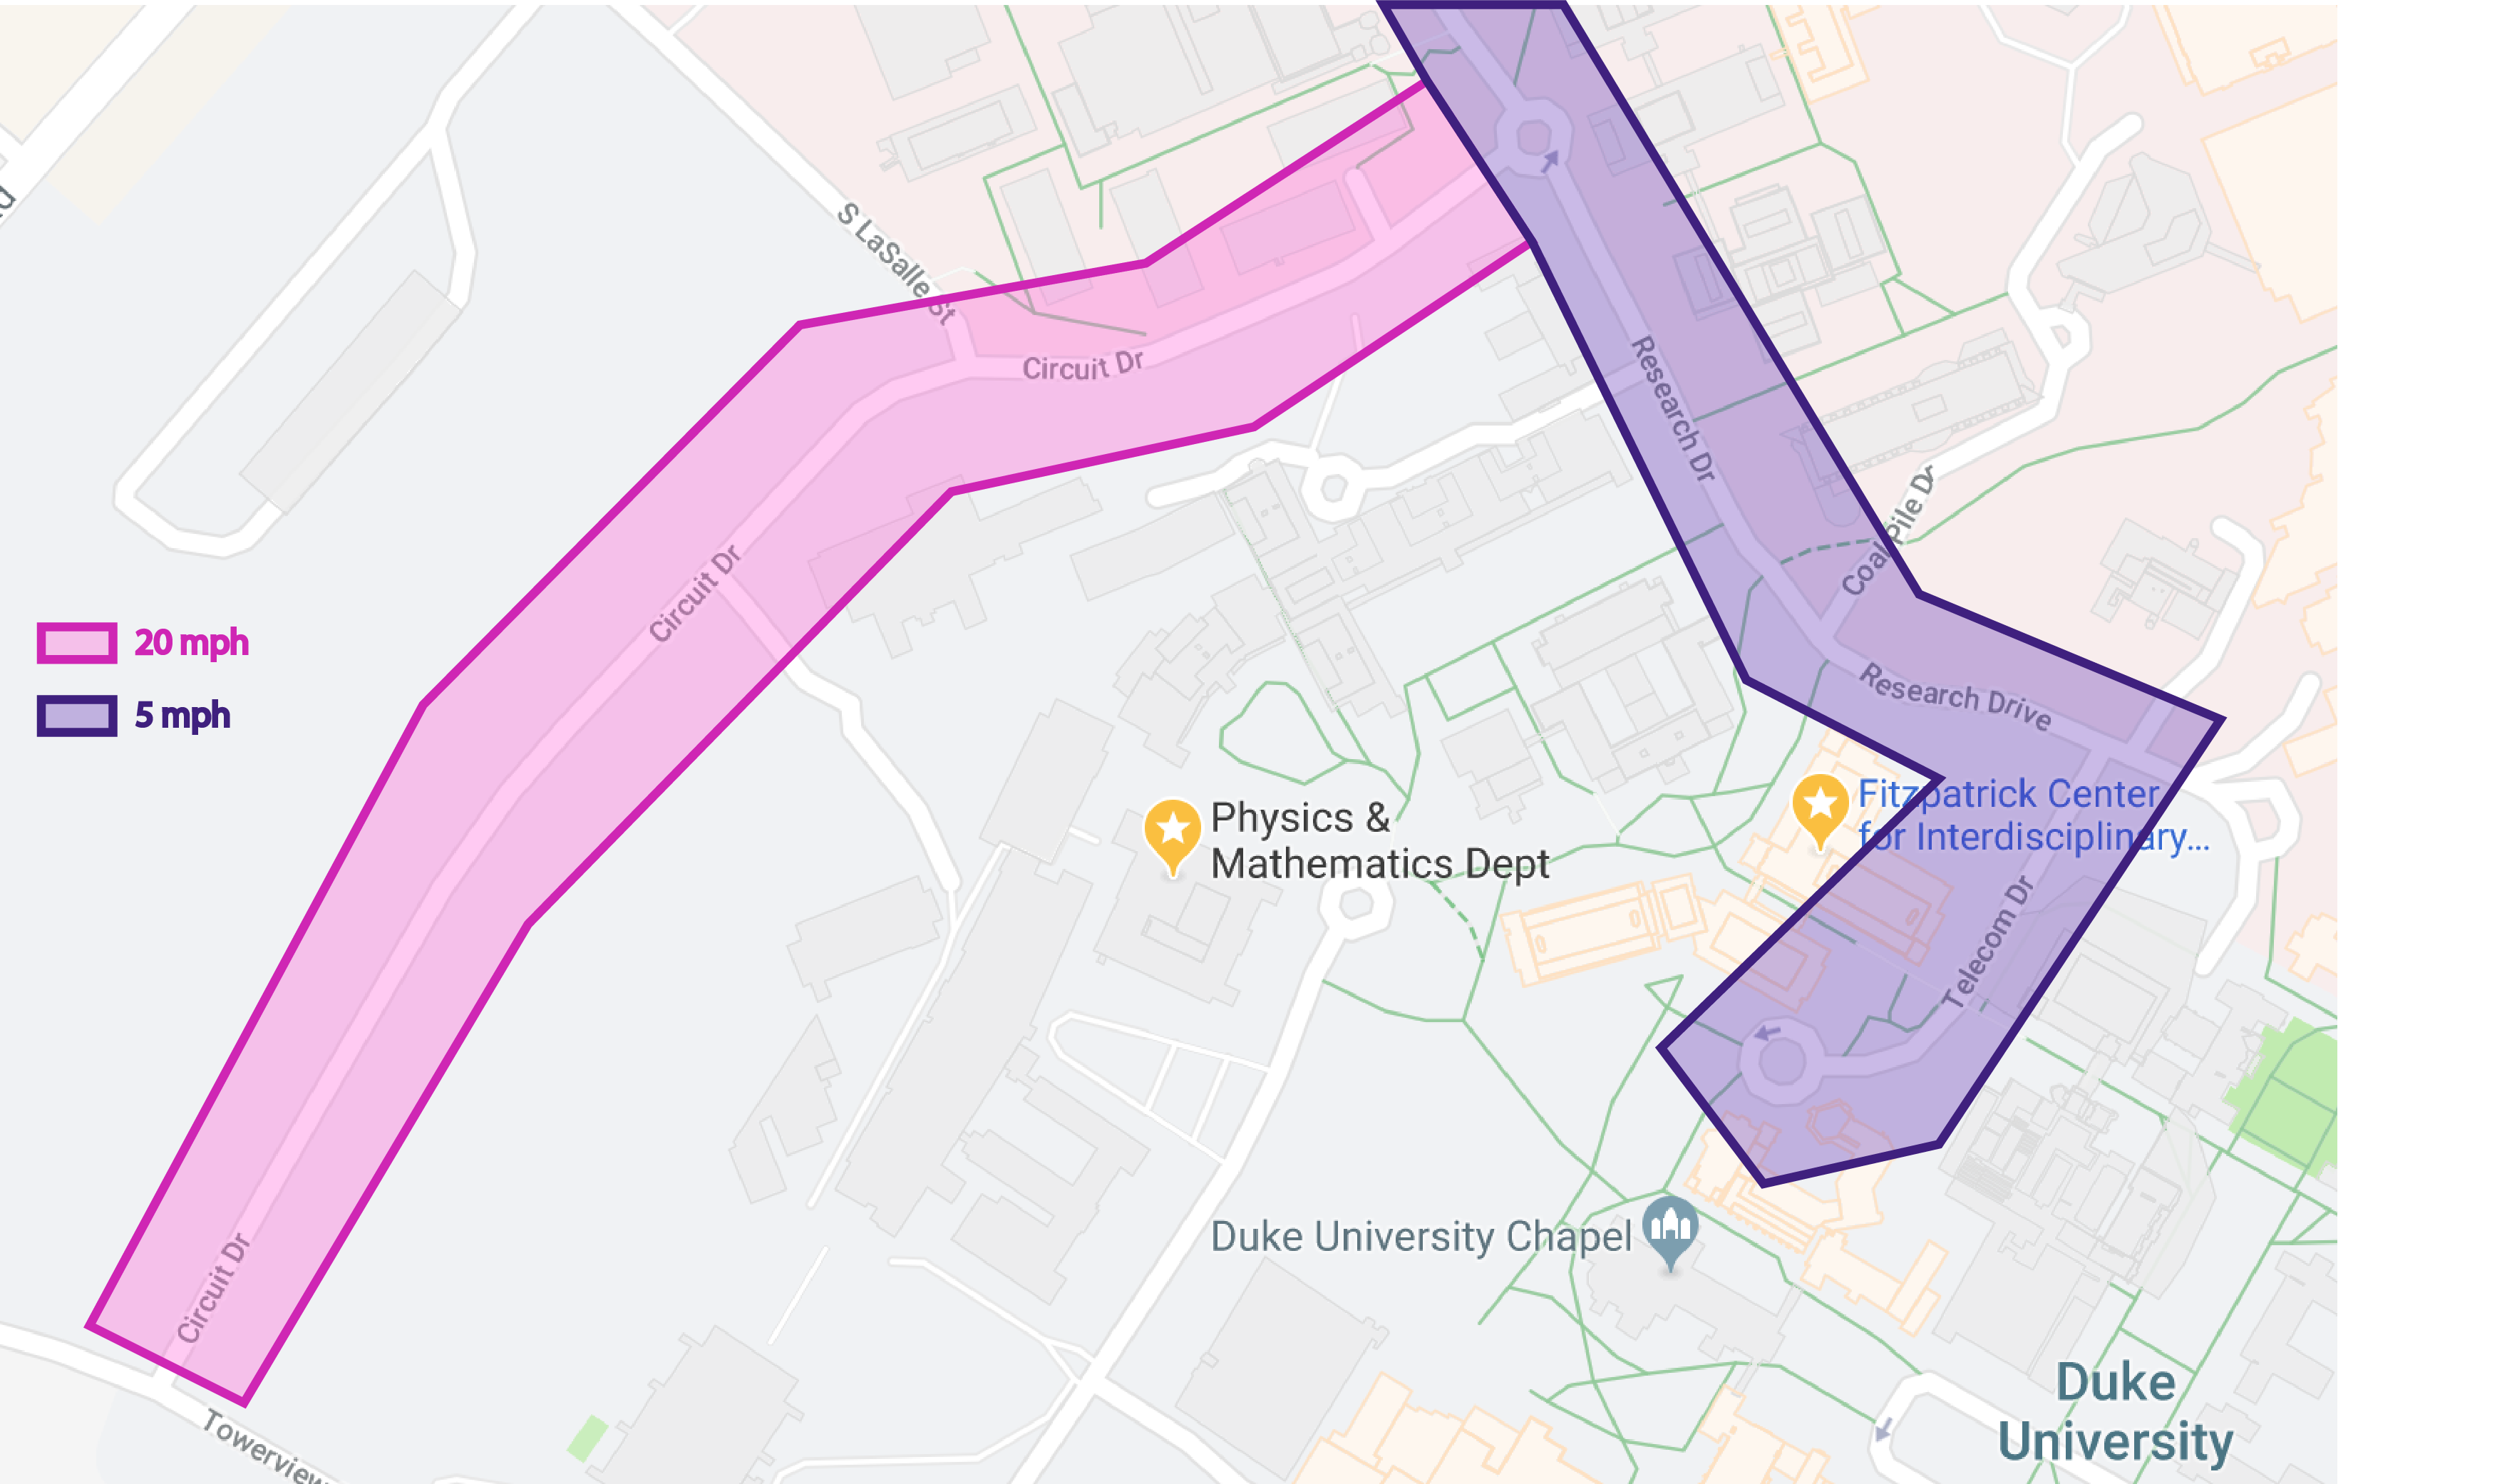 S LaSalle St
Circuit Dr
Research Dr
Coal Pile Dr
Circuit Dr
20 mph
5 mph
Research Drive
Physics &
Mathematics Dept
Fitzpatrick Center
for Interdisciplinary...
Telecom Dr
Duke University Chapel
Circuit Dr
Towerview
Duke
University